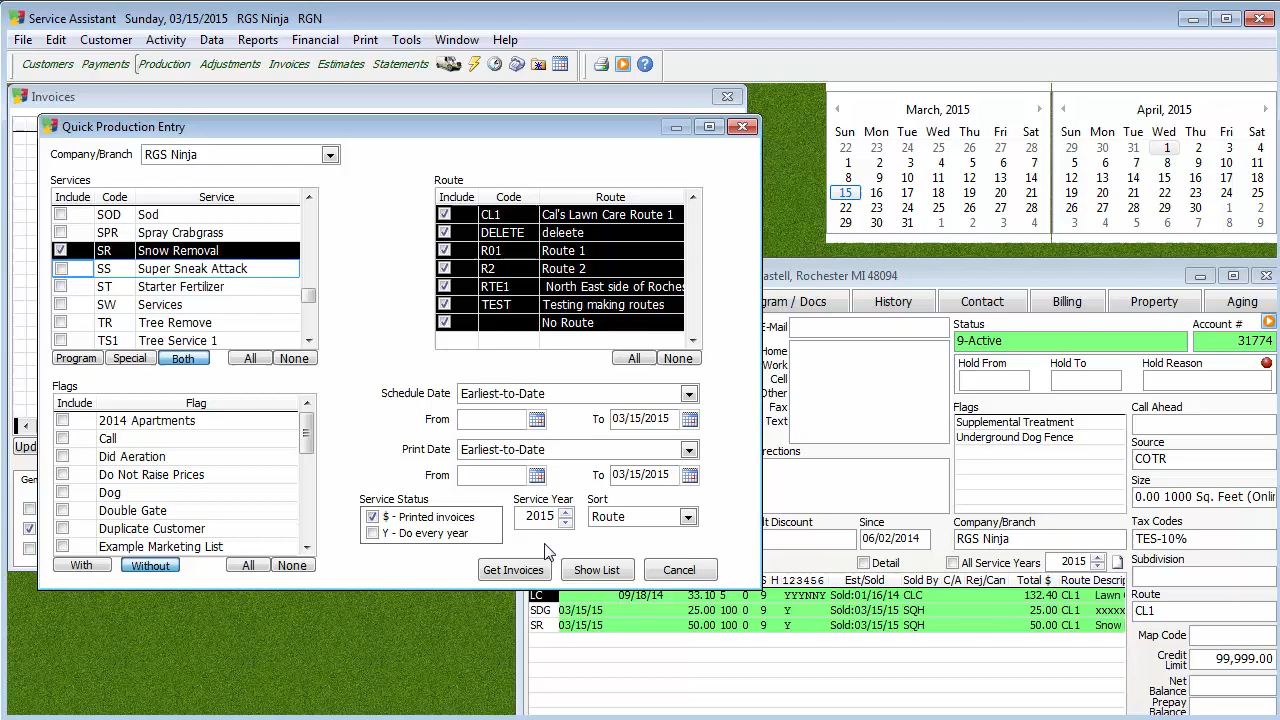 Service Assistant Sunday, 03/15/2015 RGS Ninja RGN
File Edit Customer Activity Data Reports Financial Print Tools Window Help
Customers Payments Production Adjustments Invoices Estimates Statements
Invoices
Quick Production Entry
Company/Branch RGS Ninja
Services
Include Code Service
SOD Sod
SPR Spray Crabgrass
SR Snow Removal
SS Super Sneak Attack
ST Starter Fertilizer
SW Services
TR Tree Remove
TS1 Tree Service 1
Program Special Both All None
Route
Include Code Route
CL1 Cal's Lawn Care Route 1
DELETE deleete
R01 Route 1
R2 Route 2
RTE1 North East side of Roches
TEST Testing making routes
No Route
All None
Flags
Include Flag
2014 Apartments
Call
Did Aeration
Do Not Raise Prices
Dog
Double Gate
Duplicate Customer
Example Marketing List
With Without All None
Schedule Date Earliest-to-Date
From To 03/15/2015
Print Date Earliest-to-Date
From To 03/15/2015
Service Status Service Year Sort
$ - Printed invoices 2015 Route
Y - Do every year
Get Invoices Show List Cancel
Upd
Ger
March, 2015
Sun Mon Tue Wed Thu Fri Sat
22 23 24 25 26 27 28
1 2 3 4 5 6 7
8 9 10 11 12 13 14
15 16 17 18 19 20 21
22 23 24 25 26 27 28
29 30 31
April, 2015
Sun Mon Tue Wed Thu Fri Sat
29 30 31 1 2 3 4
5 6 7 8 9 10 11
12 13 14 15 16 17 18
19 20 21 22 23 24 25
26 27 28 29 30 1 2
3 4 5 6 7 8 9
astell, Rochester MI 48094
gram / Docs History Contact Billing Property Aging
E-Mail
Home
Work
Cell
Other
Fax
Text
irections
lt Discount
Status Account #
9-Active 31774
Hold From Hold To Hold Reason
Flags
Supplemental Treatment
Underground Dog Fence
Call Ahead
Source
COTR
Size
0.00 1000 Sq. Feet (Onlin
Tax Codes
TES-10%
Subdivision
Route
CL1
Map Code
Credit Limit 99,999.00
Net Balance
Prepay Balance
Since Company/Branch
06/02/2014 RGS Ninja
Detail All Service Years 2015
S H 1 2 3 4 5 6 Est/Sold Sold By C/A Rej/Can Total $ Route Descrip
LC 09/18/14 33.10 5 0 9 YYYNNY Sold:01/16/14 CLC 132.40 CL1 Lawn C
SDG 03/15/15 25.00 100 0 9 Y Sold:03/15/15 SQH 25.00 CL1 xxxxx
SR 03/15/15 50.00 100 0 9 Y Sold:03/15/15 SQH 50.00 CL1 Snow